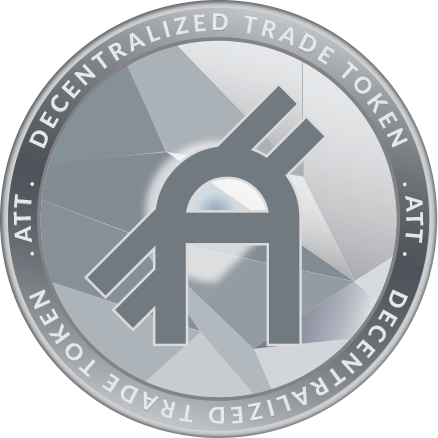 DECENTRALIZED TRADE TOKEN
. ATT .
DECENTRALIZED TRADE TOKEN
. ATT .